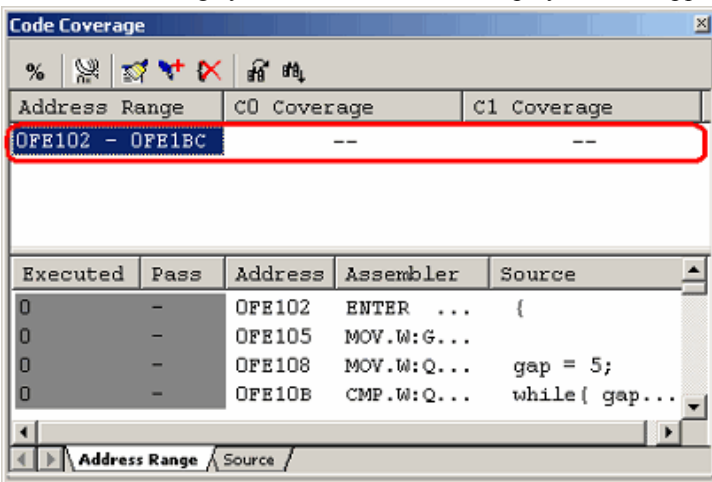 Code Coverage
%
Address Range C0 Coverage C1 Coverage
0FE102 - 0FE1BC -- --
Executed Pass Address Assembler Source
0 - 0FE102 ENTER ... {
0 - 0FE105 MOV.W:G...
0 - 0FE108 MOV.W:Q... gap = 5;
0 - 0FE10B CMP.W:Q... while( gap...
Address Range Source